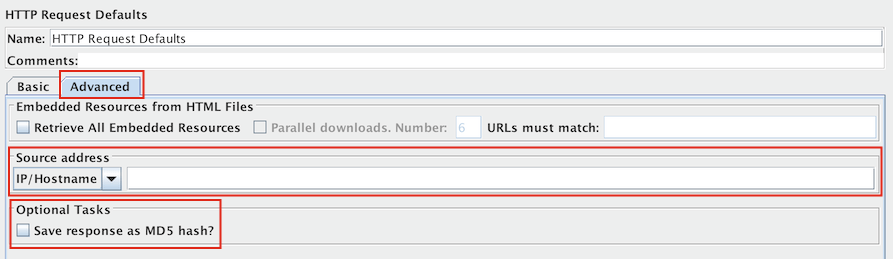 HTTP Request Defaults
Name: HTTP Request Defaults
Comments:
Basic Advanced
Embedded Resources from HTML Files
Retrieve All Embedded Resources Parallel downloads. Number: 6 URLs must match:
Source address
IP/Hostname
Optional Tasks
Save response as MD5 hash?